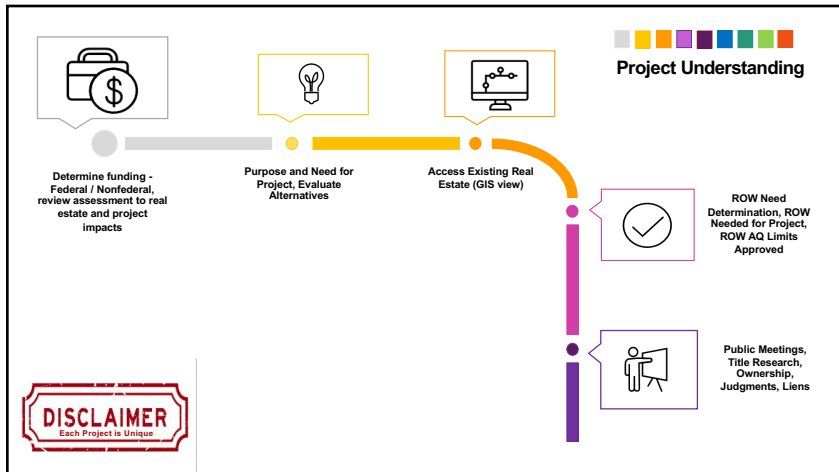 Project Understanding
Determine funding -
Federal / Nonfederal,
review assessment to real
estate and project
impacts
Purpose and Need for
Project, Evaluate
Alternatives
Access Existing Real
Estate (GIS view)
ROW Need
Determination, ROW
Needed for Project,
ROW AQ Limits
Approved
Public Meetings,
Title Research,
Ownership,
Judgments, Liens
DISCLAIMER
Each Project is Unique
$